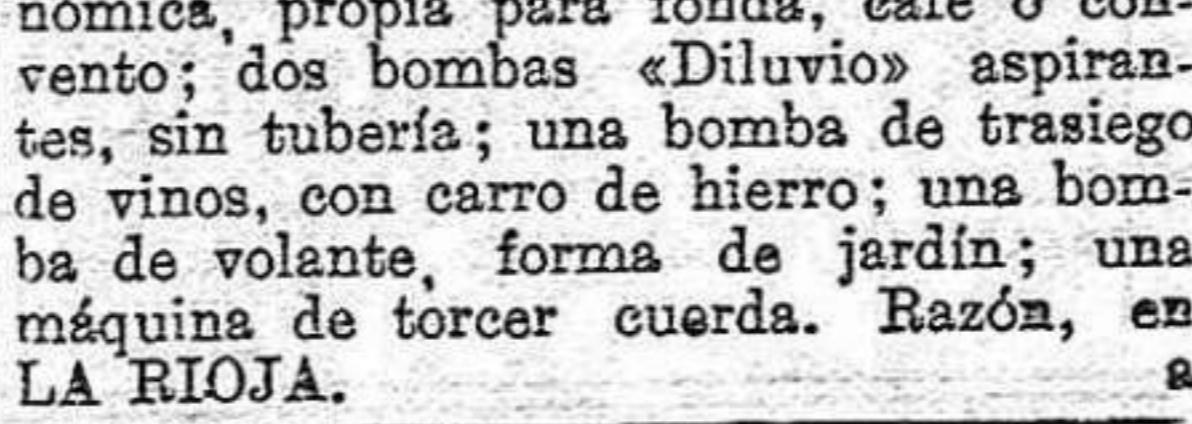 nómica, propia para fonda, café ó con-
vento; dos bombas «Diluvio» aspiran-
tes, sin tubería; una bomba de trasiego
de vinos, con carro de hierro; una bom-
ba de volante, forma de jardín; una
máquina de torcer cuerda. Razón, en
LA RIOJA. a